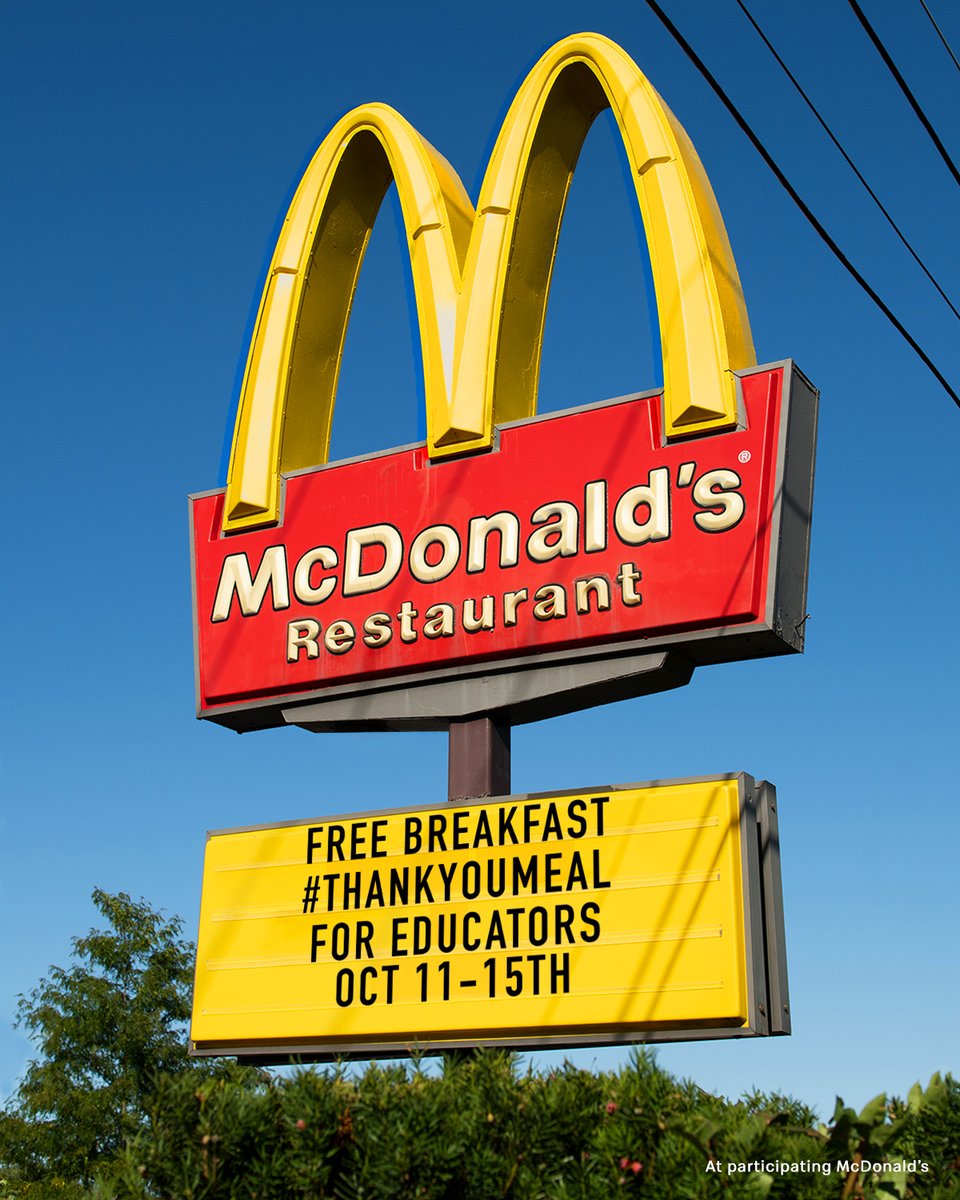 McDonald's®
Restaurant
FREE BREAKFAST
#THANKYOUMEAL
FOR EDUCATORS
OCT 11-15TH
At participating McDonald's